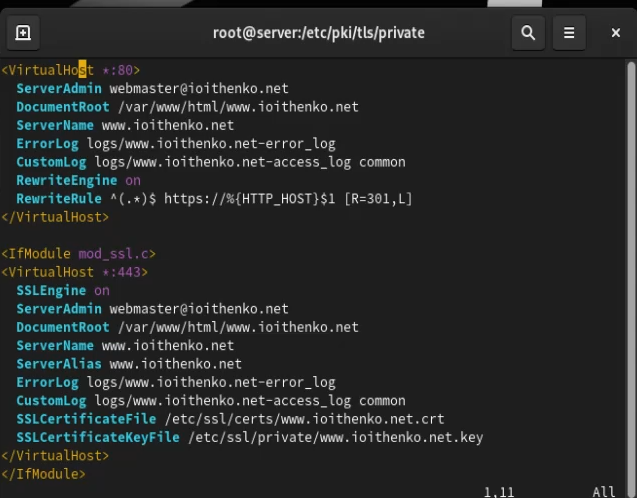 root@server:/etc/pki/tls/private
<VirtualHost *:80>
ServerAdmin webmaster@ioithenko.net
DocumentRoot /var/www/html/www.ioithenko.net
ServerName www.ioithenko.net
ErrorLog logs/www.ioithenko.net-error_log
CustomLog logs/www.ioithenko.net-access_log common
RewriteEngine on
RewriteRule ^(.*)$ https://%{HTTP_HOST}$1 [R=301,L]
</VirtualHost>
<IfModule mod_ssl.c>
<VirtualHost *:443>
SSLEngine on
ServerAdmin webmaster@ioithenko.net
DocumentRoot /var/www/html/www.ioithenko.net
ServerName www.ioithenko.net
ServerAlias www.ioithenko.net
ErrorLog logs/www.ioithenko.net-error_log
CustomLog logs/www.ioithenko.net-access_log common
SSLCertificateFile /etc/ssl/certs/www.ioithenko.net.crt
SSLCertificateKeyFile /etc/ssl/private/www.ioithenko.net.key
</VirtualHost>
</IfModule>
1,11 All